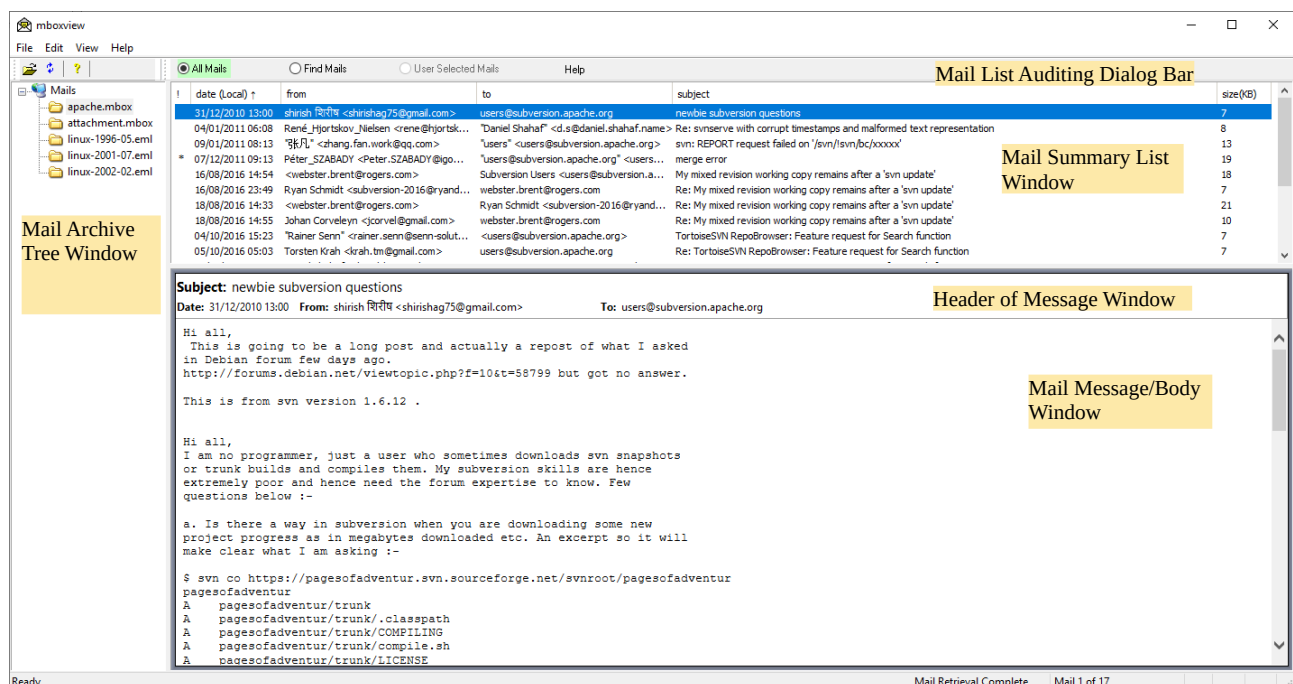 mboxview
File Edit View Help
All Mails Find Mails User Selected Mails Help
Mail List Auditing Dialog Bar
Mails
apache.mbox
attachment.mbox
linux-1996-05.eml
linux-2001-07.eml
linux-2002-02.eml
Mail Archive
Tree Window
! date (Local) ↑ from to subject size(KB)
31/12/2010 13:00 shirish शिरीष <shirishag75@gmail.com> users@subversion.apache.org newbie subversion questions 7
04/01/2011 06:08 René_Hjortskov_Nielsen <rene@hjortsk... "Daniel Shahaf" <d.s@daniel.shahaf.name> Re: svnserve with corrupt timestamps and malformed text representation 8
09/01/2011 08:13 "张凡" <zhang.fan.work@qq.com> "users" <users@subversion.apache.org> svn: REPORT request failed on '/svn/!svn/bc/xxxxx' 13
* 07/12/2011 09:13 Péter_SZABADY <Peter.SZABADY@igo... "users@subversion.apache.org" <users... merge error 19
16/08/2016 14:54 <webster.brent@rogers.com> Subversion Users <users@subversion.a... My mixed revision working copy remains after a 'svn update' 18
16/08/2016 23:49 Ryan Schmidt <subversion-2016@ryand... webster.brent@rogers.com Re: My mixed revision working copy remains after a 'svn update' 7
18/08/2016 14:33 <webster.brent@rogers.com> Ryan Schmidt <subversion-2016@ryand... Re: My mixed revision working copy remains after a 'svn update' 21
18/08/2016 14:55 Johan Corveleyn <jcorvel@gmail.com> webster.brent@rogers.com Re: My mixed revision working copy remains after a 'svn update' 10
04/10/2016 15:23 "Rainer Senn" <rainer.senn@senn-solut... <users@subversion.apache.org> TortoiseSVN RepoBrowser: Feature request for Search function 7
05/10/2016 05:03 Torsten Krah <krah.tm@gmail.com> users@subversion.apache.org Re: TortoiseSVN RepoBrowser: Feature request for Search function 7
Mail Summary List
Window
Subject: newbie subversion questions
Date: 31/12/2010 13:00 From: shirish शिरीष <shirishag75@gmail.com> To: users@subversion.apache.org
Header of Message Window
Hi all,
This is going to be a long post and actually a repost of what I asked
in Debian forum few days ago.
http://forums.debian.net/viewtopic.php?f=10&t=58799 but got no answer.
This is from svn version 1.6.12 .
Mail Message/Body
Window
Hi all,
I am no programmer, just a user who sometimes downloads svn snapshots
or trunk builds and compiles them. My subversion skills are hence
extremely poor and hence need the forum expertise to know. Few
questions below :-
a. Is there a way in subversion when you are downloading some new
project progress as in megabytes downloaded etc. An excerpt so it will
make clear what I am asking :-
$ svn co https://pagesofadventur.svn.sourceforge.net/svnroot/pagesofadventur
pagesofadventur
A pagesofadventur/trunk
A pagesofadventur/trunk/.classpath
A pagesofadventur/trunk/COMPILING
A pagesofadventur/trunk/compile.sh
A pagesofadventur/trunk/LICENSE
Ready Mail Retrieval Complete Mail 1 of 17